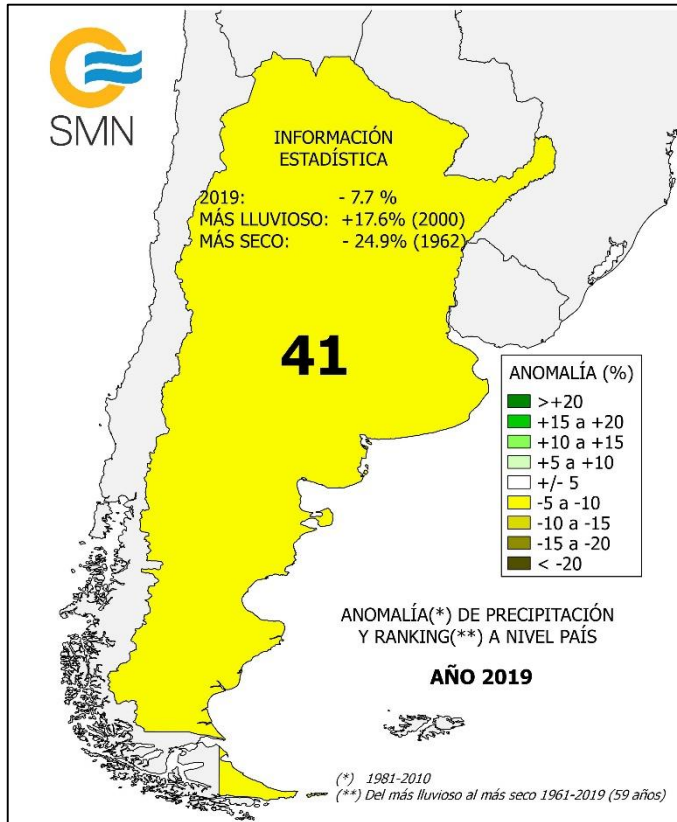 SMN
INFORMACIÓN
ESTADÍSTICA
2019: - 7.7 %
MÁS LLUVIOSO: +17.6% (2000)
MÁS SECO: - 24.9% (1962)
41
ANOMALÍA (%)
>+20
+15 a +20
+10 a +15
+5 a +10
+/- 5
-5 a -10
-10 a -15
-15 a -20
< -20
ANOMALÍA(*) DE PRECIPITACIÓN
Y RANKING(**) A NIVEL PAÍS
AÑO 2019
(*) 1981-2010
(**) Del más lluvioso al más seco 1961-2019 (59 años)